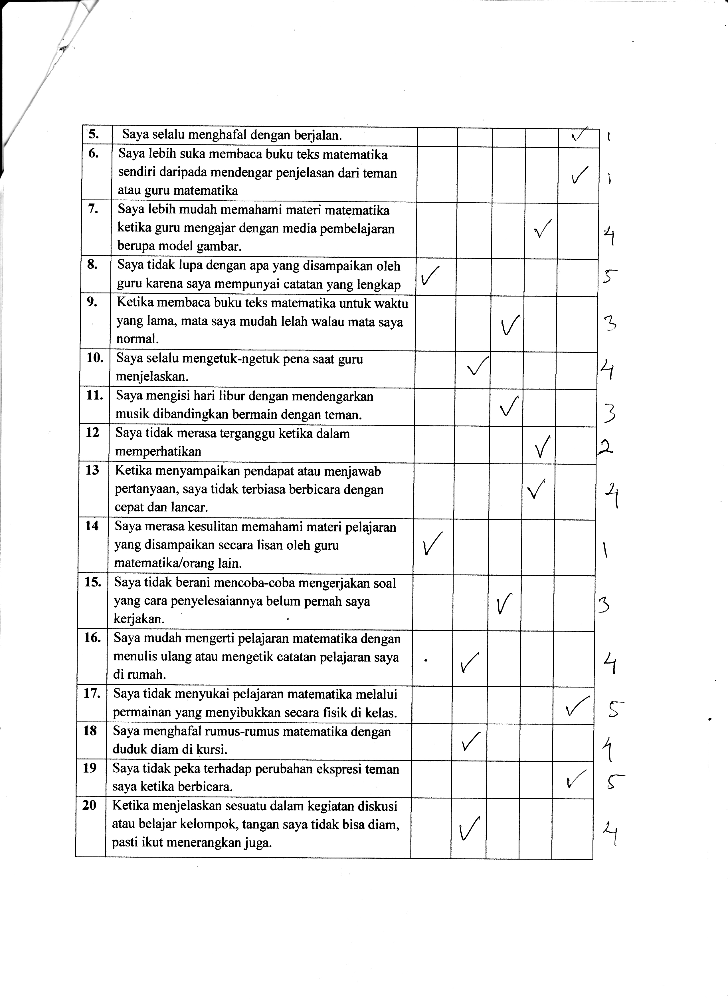 5. Saya selalu menghafal dengan berjalan. ✓ 1
6. Saya lebih suka membaca buku teks matematika
sendiri daripada mendengar penjelasan dari teman ✓ 1
atau guru matematika
7. Saya lebih mudah memahami materi matematika
ketika guru mengajar dengan media pembelajaran ✓ 4
berupa model gambar.
8. Saya tidak lupa dengan apa yang disampaikan oleh ✓ 5
guru karena saya mempunyai catatan yang lengkap
9. Ketika membaca buku teks matematika untuk waktu
yang lama, mata saya mudah lelah walau mata saya ✓ 3
normal.
10. Saya selalu mengetuk-ngetuk pena saat guru ✓ 4
menjelaskan.
11. Saya mengisi hari libur dengan mendengarkan ✓ 3
musik dibandingkan bermain dengan teman.
12 Saya tidak merasa terganggu ketika dalam ✓ 2
memperhatikan
13 Ketika menyampaikan pendapat atau menjawab
pertanyaan, saya tidak terbiasa berbicara dengan ✓ 4
cepat dan lancar.
14 Saya merasa kesulitan memahami materi pelajaran
yang disampaikan secara lisan oleh guru ✓ 1
matematika/orang lain.
15. Saya tidak berani mencoba-coba mengerjakan soal
yang cara penyelesaiannya belum pernah saya ✓ 3
kerjakan.
16. Saya mudah mengerti pelajaran matematika dengan
menulis ulang atau mengetik catatan pelajaran saya ✓ 4
di rumah.
17. Saya tidak menyukai pelajaran matematika melalui ✓ 5
permainan yang menyibukkan secara fisik di kelas.
18 Saya menghafal rumus-rumus matematika dengan ✓ 4
duduk diam di kursi.
19 Saya tidak peka terhadap perubahan ekspresi teman ✓ 5
saya ketika berbicara.
20 Ketika menjelaskan sesuatu dalam kegiatan diskusi
atau belajar kelompok, tangan saya tidak bisa diam, ✓ 4
pasti ikut menerangkan juga.